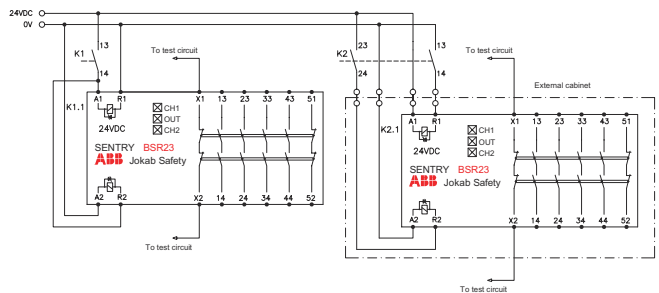 24VDC
0V
K1
13
14
To test circuit
K2
23
24
13
14
To test circuit
External cabinet
K1.1
A1 R1 X1 13 23 33 43 51
24VDC
CH1
OUT
CH2
SENTRY BSR23
ABB Jokab Safety
A2 R2 X2 14 24 34 44 52
To test circuit
K2.1
A1 R1 X1 13 23 33 43 51
24VDC
CH1
OUT
CH2
SENTRY BSR23
ABB Jokab Safety
A2 R2 X2 14 24 34 44 52
To test circuit